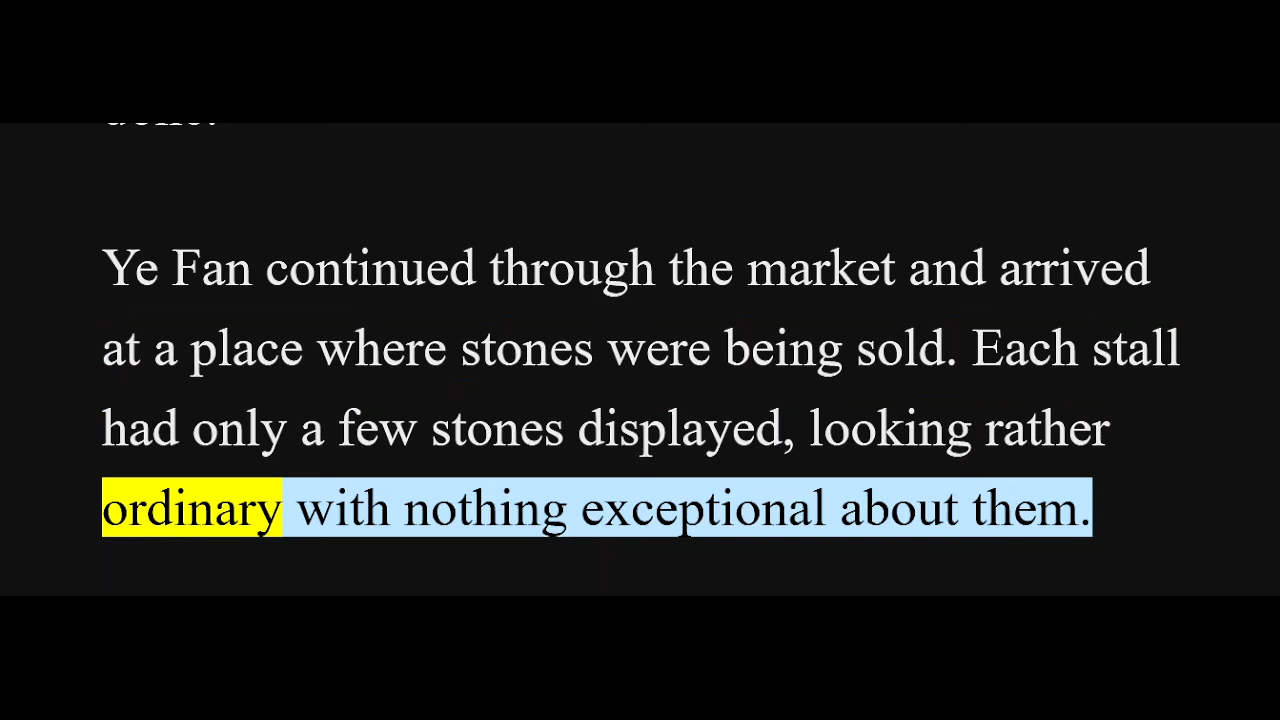 Ye Fan continued through the market and arrived
at a place where stones were being sold. Each stall
had only a few stones displayed, looking rather
ordinary with nothing exceptional about them.